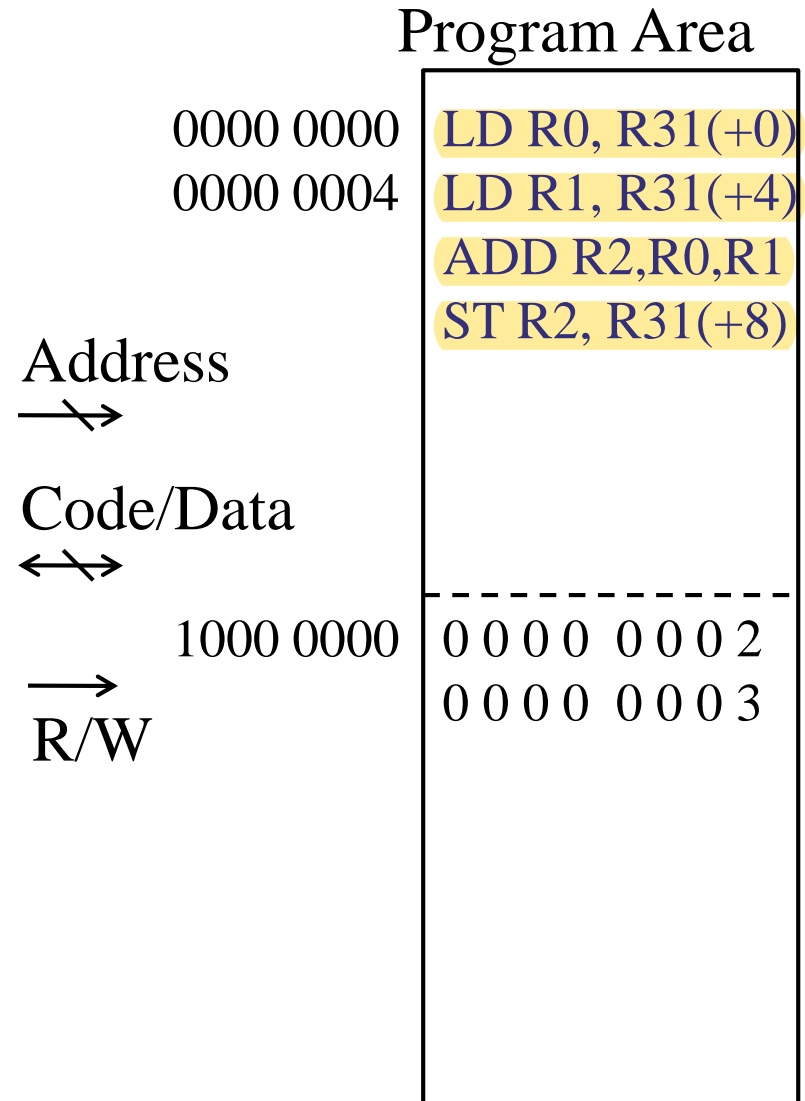 Program Area
0000 0000 LD R0, R31(+0)
0000 0004 LD R1, R31(+4)
ADD R2,R0,R1
ST R2, R31(+8)
Address
Code/Data
1000 0000 0 0 0 0 0 0 0 2
0 0 0 0 0 0 0 3
R/W